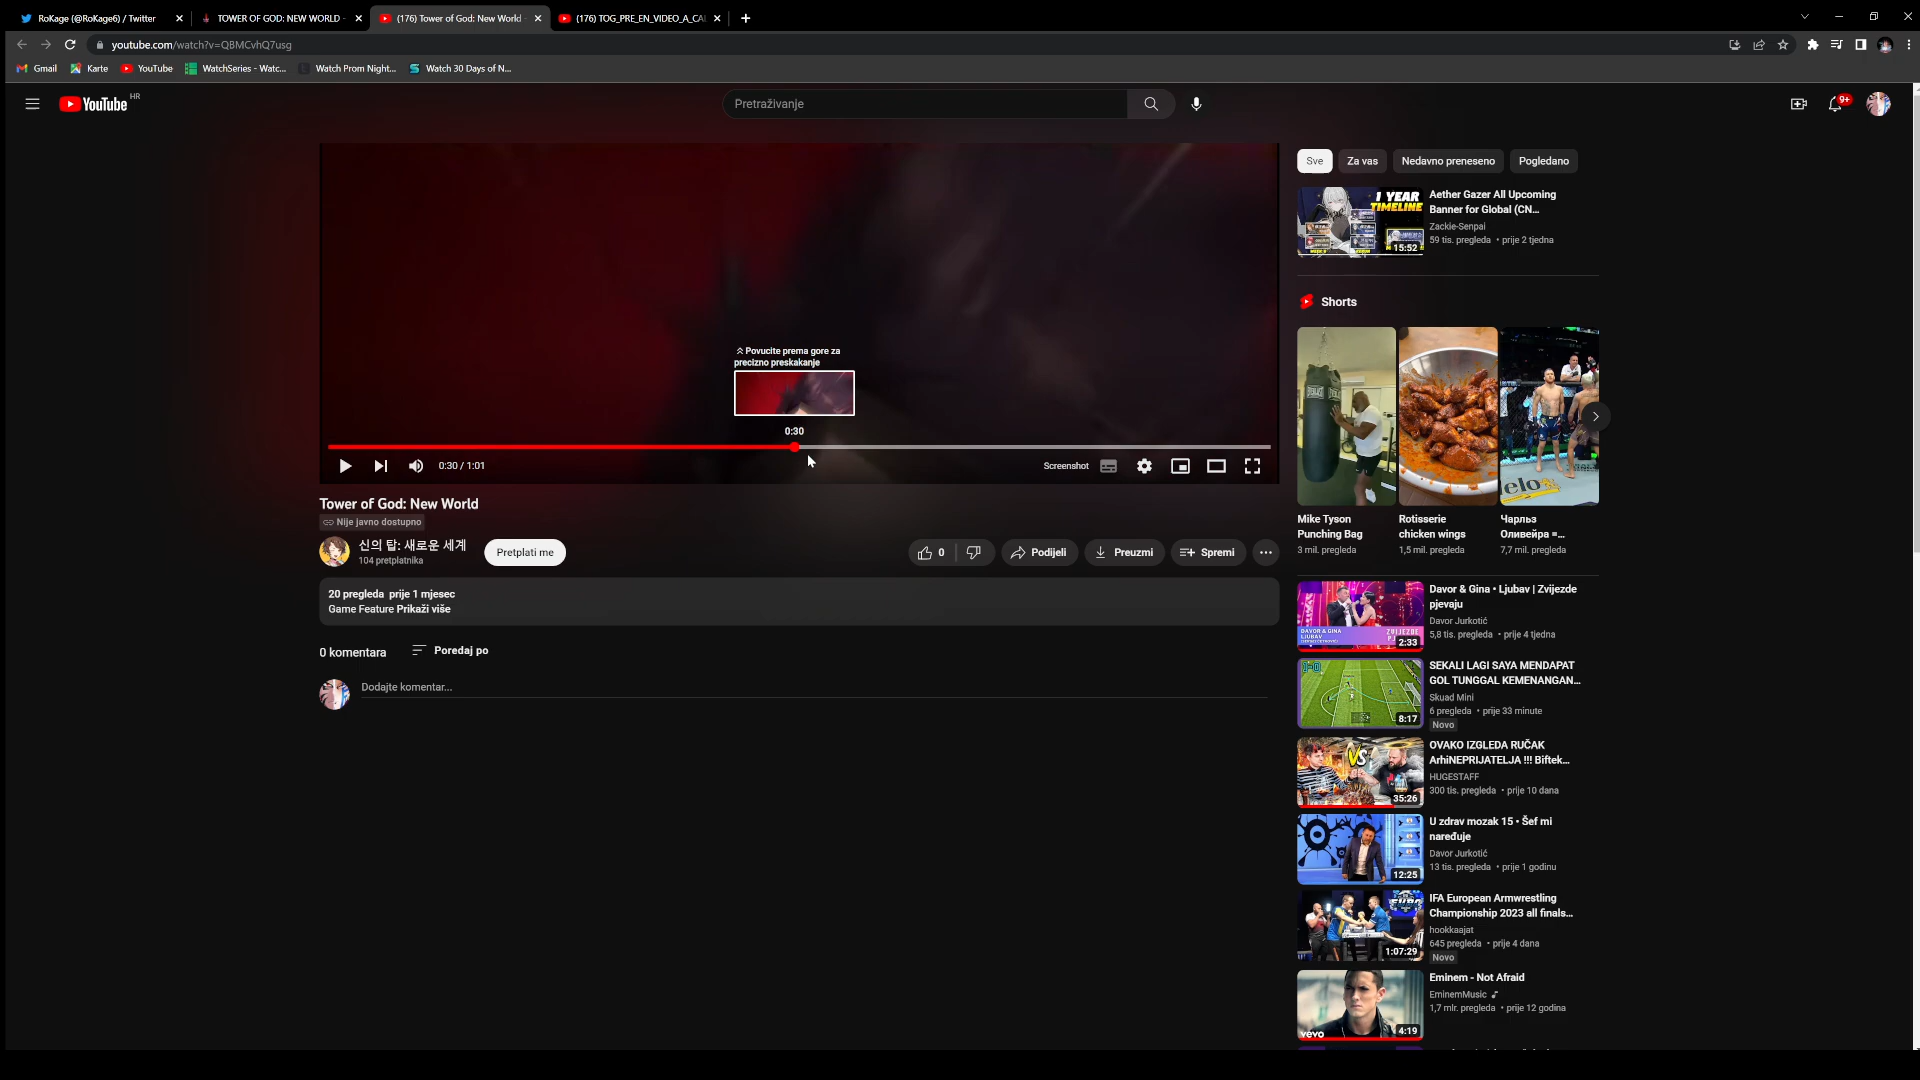 RoKage (@RoKage6) / Twitter
TOWER OF GOD: NEW WORLD -
(176) Tower of God: New World -
(176) TOG_PRE_EN_VIDEO_A_CA
youtube.com/watch?v=QBMCvhQ7usg
Gmail
Karte
YouTube
WatchSeries - Watc...
Watch Prom Night...
Watch 30 Days of N...
YouTube HR
Pretraživanje
9+
Povucite prema gore za
precizno preskakanje
0:30
0:30 / 1:01
Screenshot
Tower of God: New World
Nije javno dostupno
신의 탑: 새로운 세계
104 pretplatnika
Pretplati me
0
Podijeli
Preuzmi
Spremi
20 pregleda prije 1 mjesec
Game Feature Prikaži više
0 komentara
Poredaj po
Dodajte komentar...
Sve
Za vas
Nedavno preneseno
Pogledano
1 YEAR
TIMELINE
15:52
Aether Gazer All Upcoming
Banner for Global (CN...
Zackie-Senpai
59 tis. pregleda • prije 2 tjedna
Shorts
Mike Tyson
Punching Bag
3 mil. pregleda
Rotisserie
chicken wings
1,5 mil. pregleda
elo
Чарльз
Оливейра =...
7,7 mil. pregleda
DAVOR & GINA
LJUBAV
2:33
Davor & Gina • Ljubav | Zvijezde
pjevaju
Davor Jurkotić
5,8 tis. pregleda • prije 4 tjedna
8:17
SEKALI LAGI SAYA MENDAPAT
GOL TUNGGAL KEMENANGAN...
Skuad Mini
6 pregleda • prije 33 minute
Novo
VS
35:26
OVAKO IZGLEDA RUČAK
ArhiNEPRIJATELJA !!! Biftek...
HUGESTAFF
300 tis. pregleda • prije 10 dana
12:25
U zdrav mozak 15 • Šef mi
naređuje
Davor Jurkotić
13 tis. pregleda • prije 1 godinu
1:07:29
IFA European Armwrestling
Championship 2023 all finals...
hookkaajat
645 pregleda • prije 4 dana
Novo
vevo
4:19
Eminem - Not Afraid
EminemMusic
1,7 mlr. pregleda • prije 12 godina